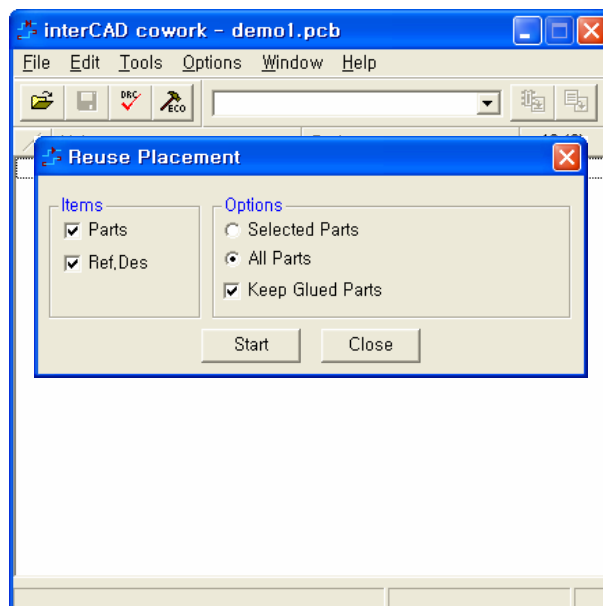 interCAD cowork - demo1.pcb
File Edit Tools Options Window Help
DRC
ECO
Reuse Placement
Items
Parts
Ref,Des
Options
Selected Parts
All Parts
Keep Glued Parts
Start Close